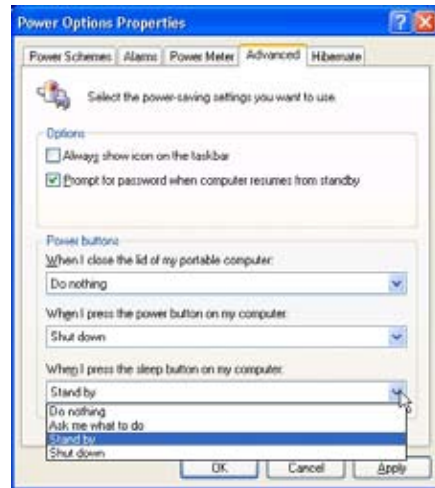 Power Options Properties
Power Schemes Alarms Power Meter Advanced Hibernate
Select the power-saving settings you want to use.
Options
Always show icon on the taskbar
Prompt for password when computer resumes from standby
Power buttons
When I close the lid of my portable computer:
Do nothing
When I press the power button on my computer:
Shut down
When I press the sleep button on my computer:
Stand by
Do nothing
Ask me what to do
Stand by
Shut down
OK Cancel Apply